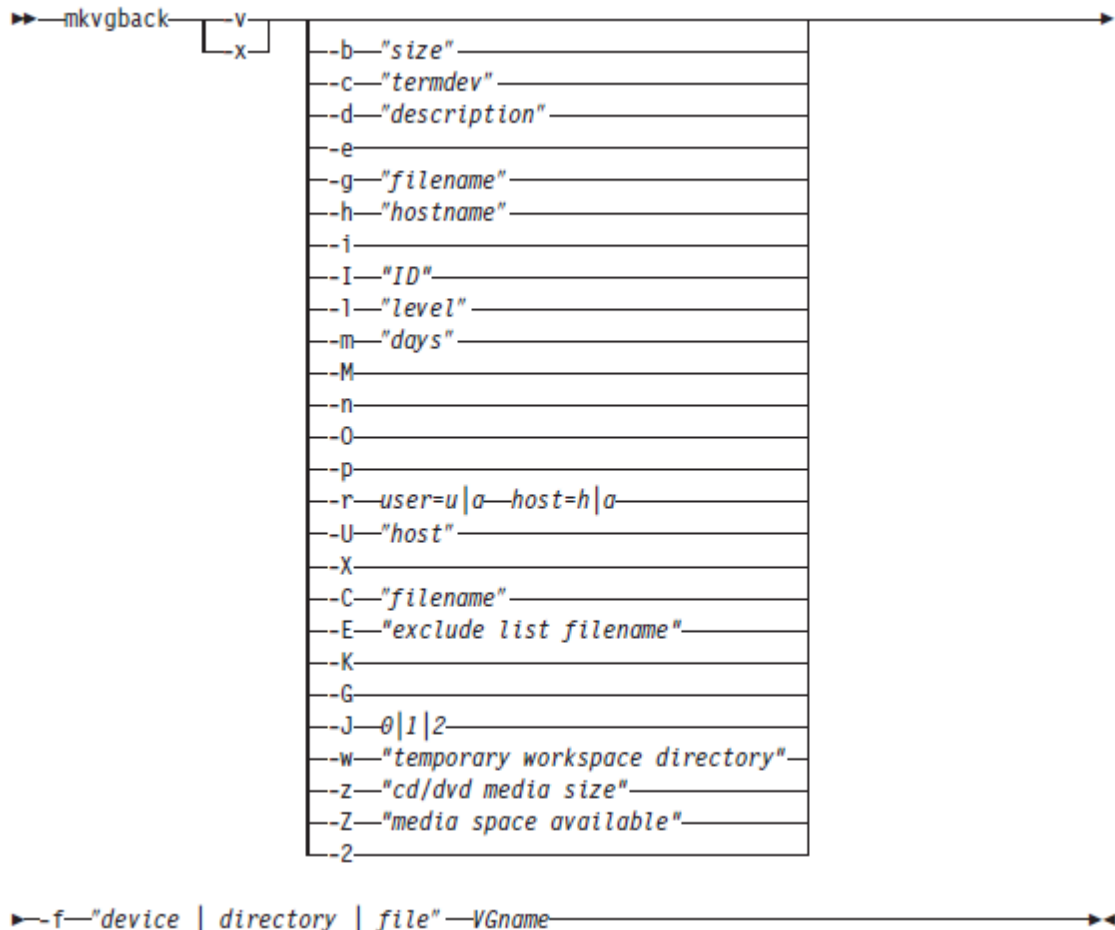 mkvgback -v
-x
-b "size"
-c "termdev"
-d "description"
-e
-g "filename"
-h "hostname"
-i
-I "ID"
-l "level"
-m "days"
-M
-n
-O
-p
-r user=u|a host=h|a
-U "host"
-X
-C "filename"
-E "exclude list filename"
-K
-G
-J 0|1|2
-w "temporary workspace directory"
-z "cd/dvd media size"
-Z "media space available"
-2
-f "device | directory | file" VGname